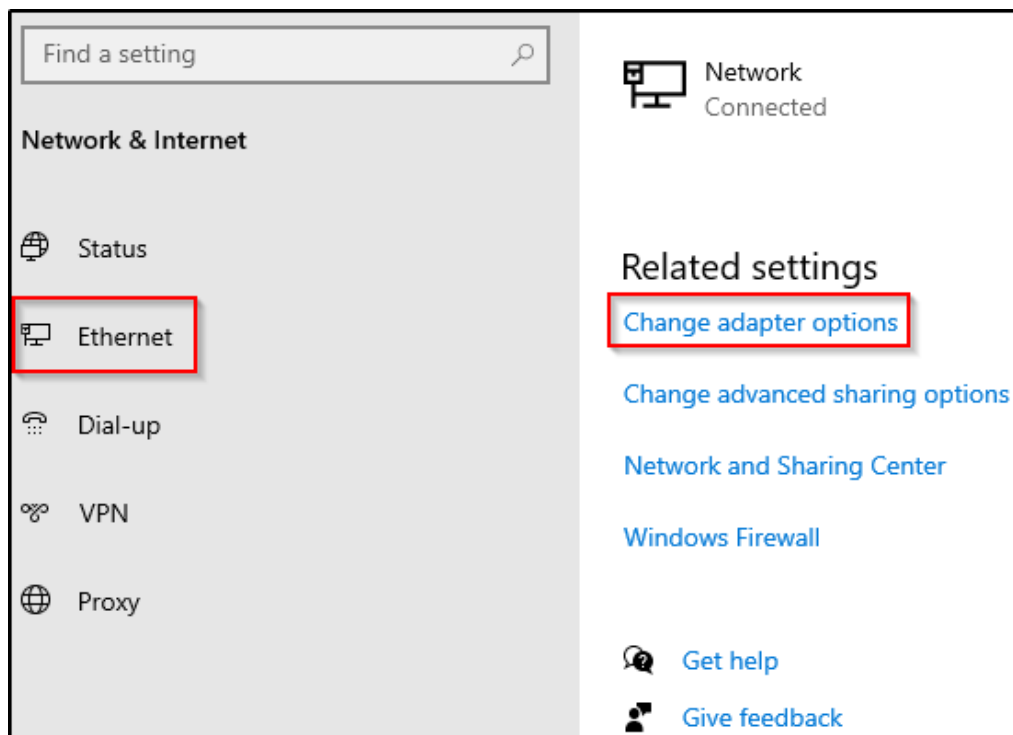 Find a setting
Network & Internet
Status
Ethernet
Dial-up
VPN
Proxy
Network
Connected
Related settings
Change adapter options
Change advanced sharing options
Network and Sharing Center
Windows Firewall
Get help
Give feedback